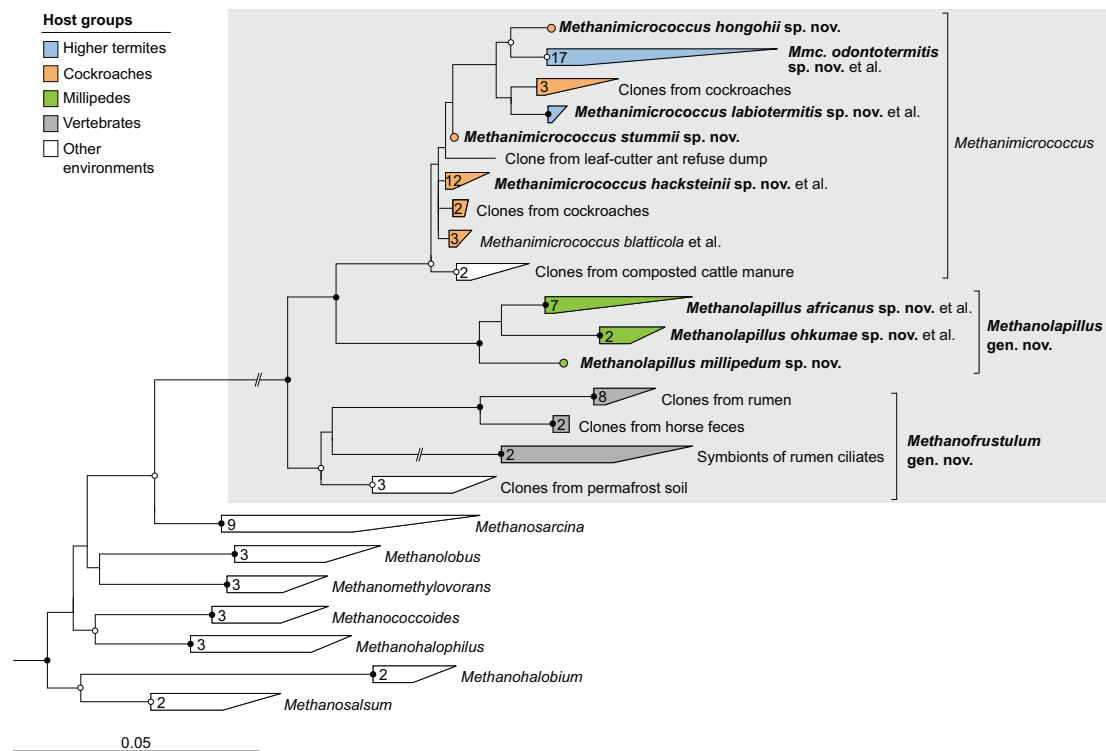 Host groups
Higher termites
Cockroaches
Millipedes
Vertebrates
Other
environments
Methanimicrococcus hongohii sp. nov.
17
Mmc. odontotermitis
sp. nov. et al.
3
Clones from cockroaches
Methanimicrococcus labiotermitis sp. nov. et al.
Methanimicrococcus stummii sp. nov.
Methanimicrococcus
Clone from leaf-cutter ant refuse dump
12
Methanimicrococcus hacksteinii sp. nov. et al.
2
Clones from cockroaches
3
Methanimicrococcus blatticola et al.
2
Clones from composted cattle manure
7
Methanolapillus africanus sp. nov. et al.
2
Methanolapillus ohkumae sp. nov. et al.
Methanolapillus
gen. nov.
Methanolapillus millipedum sp. nov.
8
Clones from rumen
2
Clones from horse feces
Methanofrustulum
gen. nov.
2
Symbionts of rumen ciliates
3
Clones from permafrost soil
9
Methanosarcina
3
Methanolobus
3
Methanomethylovorans
3
Methanococcoides
3
Methanohalophilus
2
Methanohalobium
2
Methanosalsum
0.05